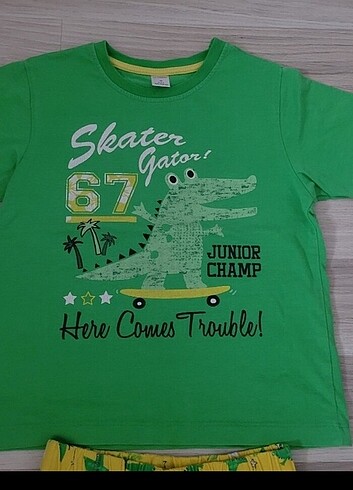 Skater
Gator!
67
JUNIOR
CHAMP
Here Comes Trouble!